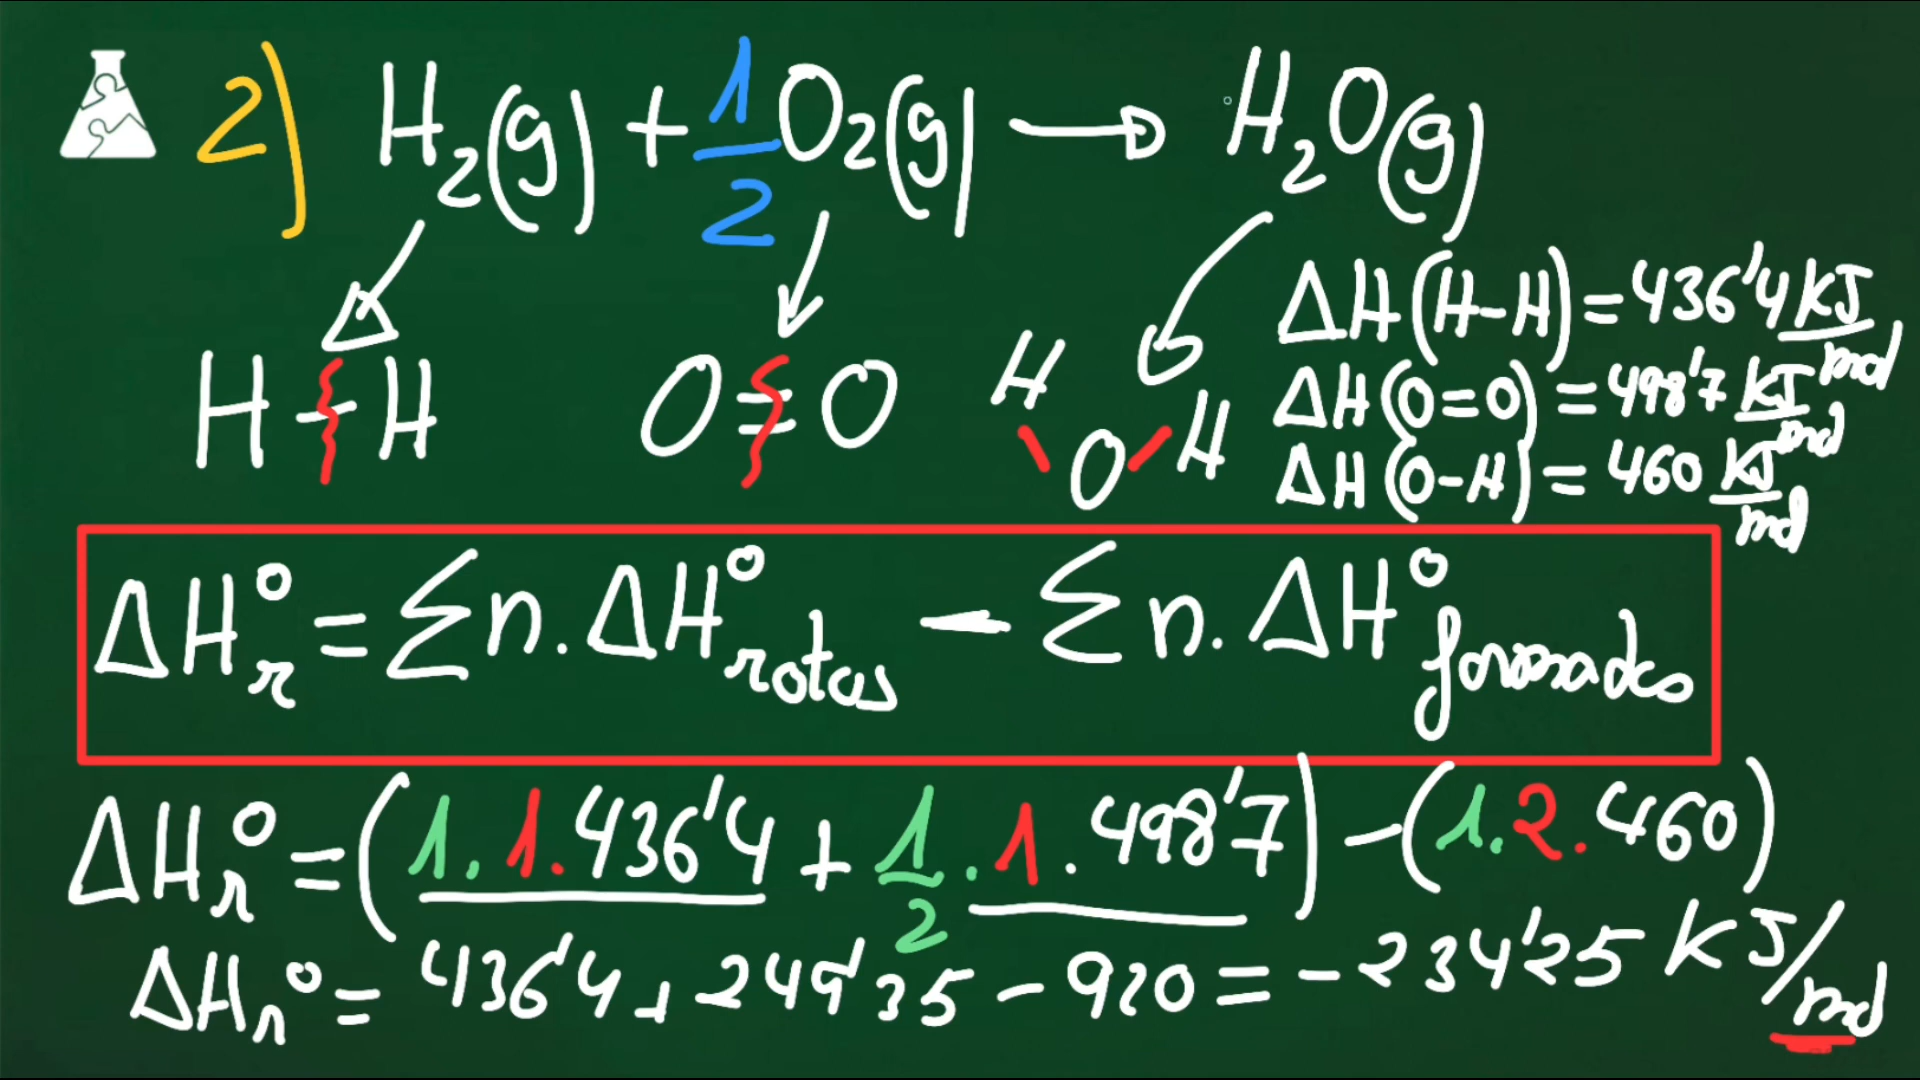 2) H₂(g) + 1/2 O₂(g) → H₂O(g)
H-H O=O H O H
ΔH(H-H) = 436'4 KJ/mol
ΔH(O=O) = 498'7 KJ/mol
ΔH(O-H) = 460 KJ/mol
ΔH°r = Σn.ΔH°rotos - Σn.ΔH°formados
ΔH°r = (1.1.436'4 + 1/2.1.498'7) - (1.2.460)
ΔHr° = 436'4 + 249'35 - 920 = -234'25 KJ/mol